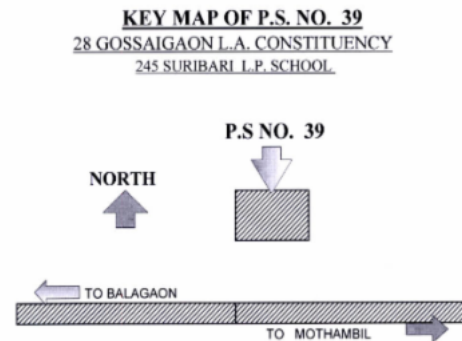 KEY MAP OF P.S. NO. 39
28 GOSSAIGAON L.A. CONSTITUENCY
245 SURIBARI L.P. SCHOOL
P.S NO. 39
NORTH
TO BALAGAON
TO MOTHAMBIL